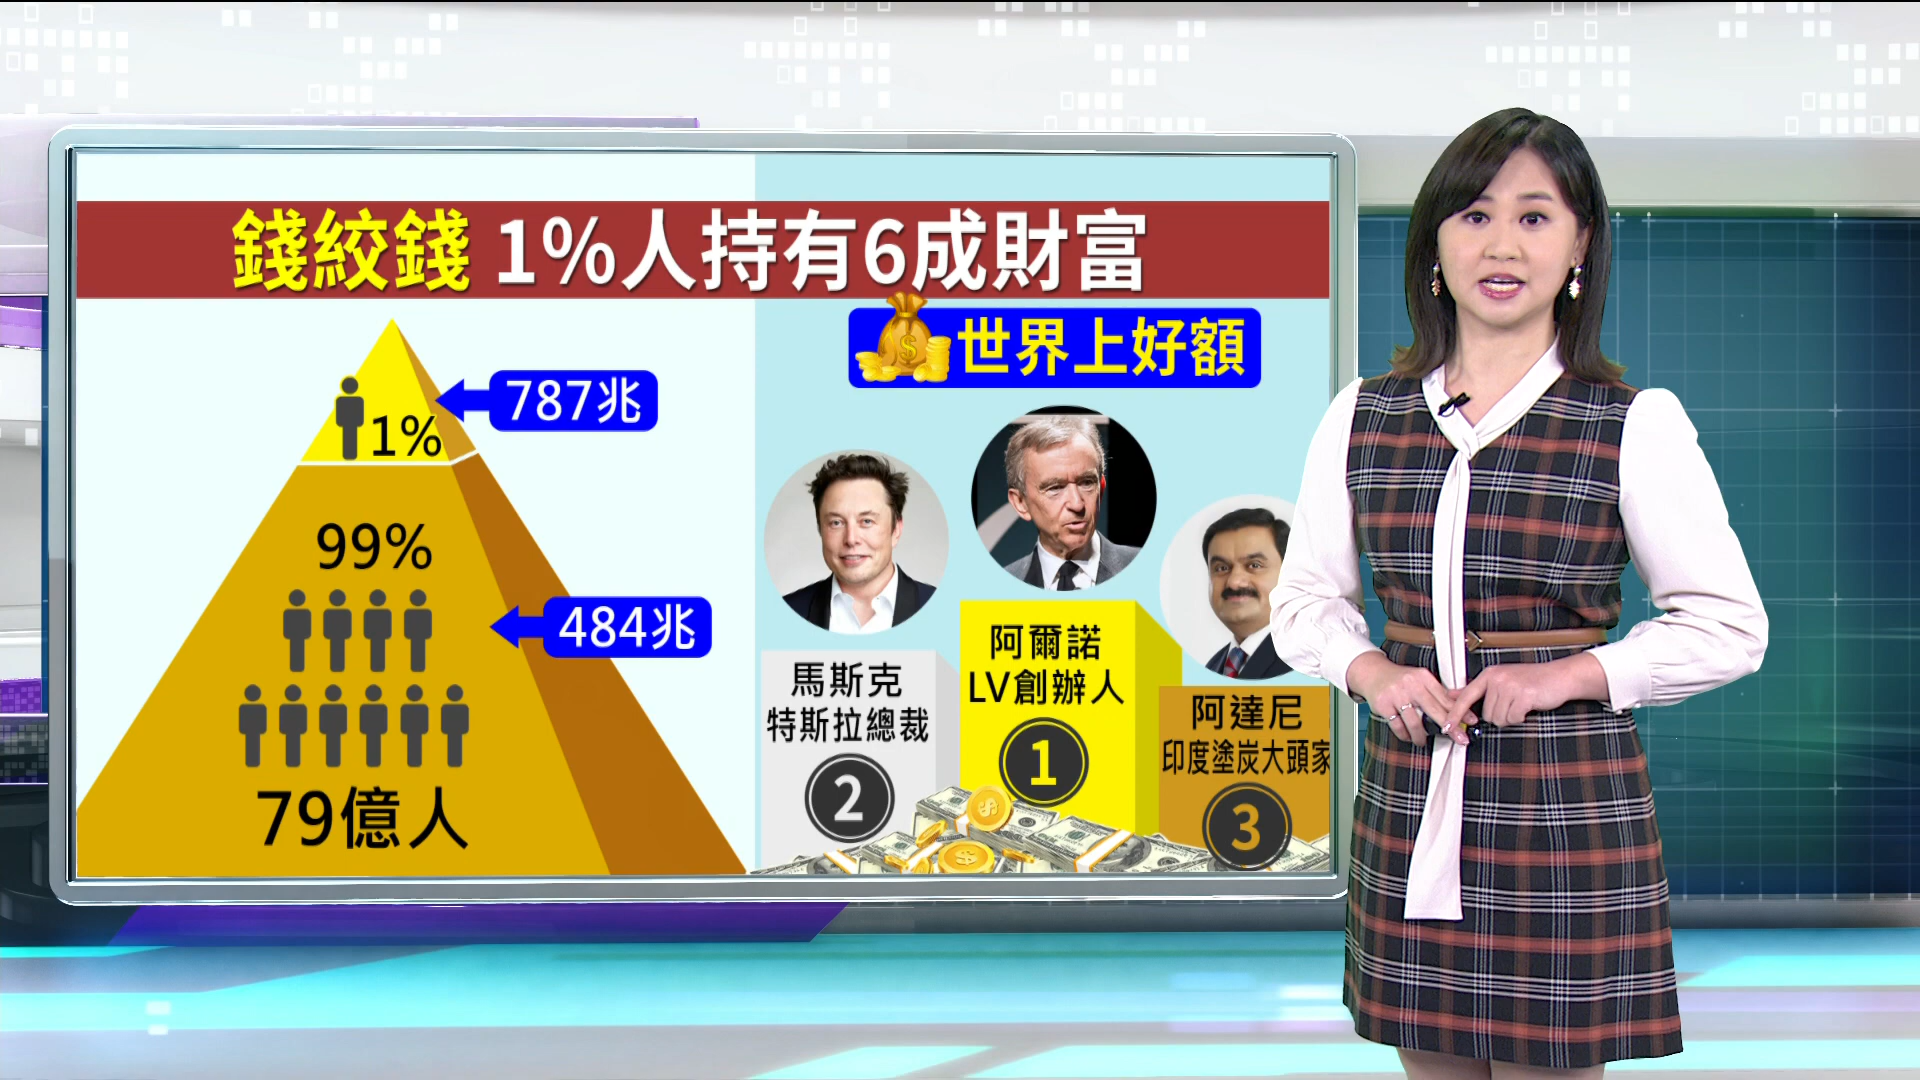 錢絞錢 1%人持有6成財富
世界上好額
787兆
1%
99%
484兆
79億人
馬斯克
特斯拉總裁
2
阿爾諾
LV創辦人
1
阿達尼
印度塗炭大頭家
3